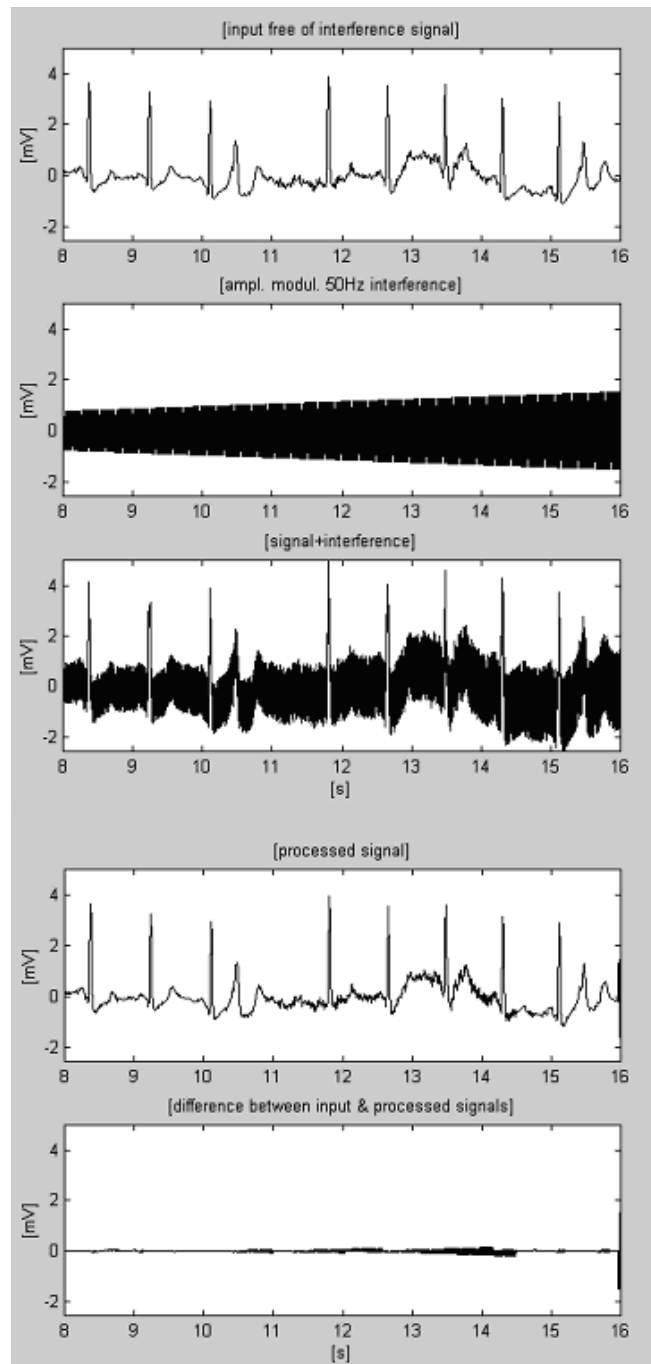 [input free of interference signal]
4
2
0
-2
[mV]
8 9 10 11 12 13 14 15 16
[ampl. modul. 50Hz interference]
4
2
0
-2
[mV]
8 9 10 11 12 13 14 15 16
[signal+interference]
4
2
0
-2
[mV]
8 9 10 11 12 13 14 15 16
[s]
[processed signal]
4
2
0
-2
[mV]
8 9 10 11 12 13 14 15 16
[difference between input & processed signals]
4
2
0
-2
[mV]
8 9 10 11 12 13 14 15 16
[s]